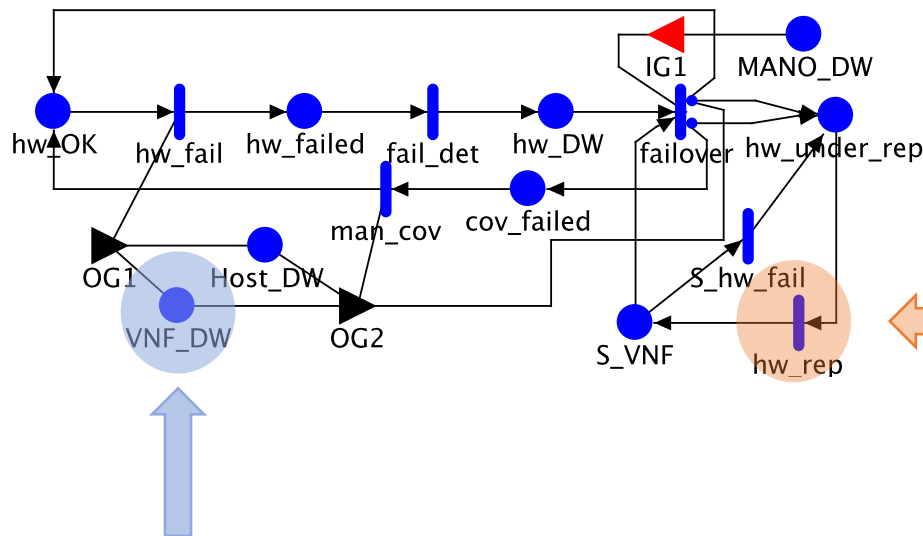 IG1
MANO_DW
hw_OK
hw_fail
hw_failed
fail_det
hw_DW
failover
hw_under_rep
man_cov
cov_failed
OG1
Host_DW
S_hw_fail
VNF_DW
OG2
S_VNF
hw_rep